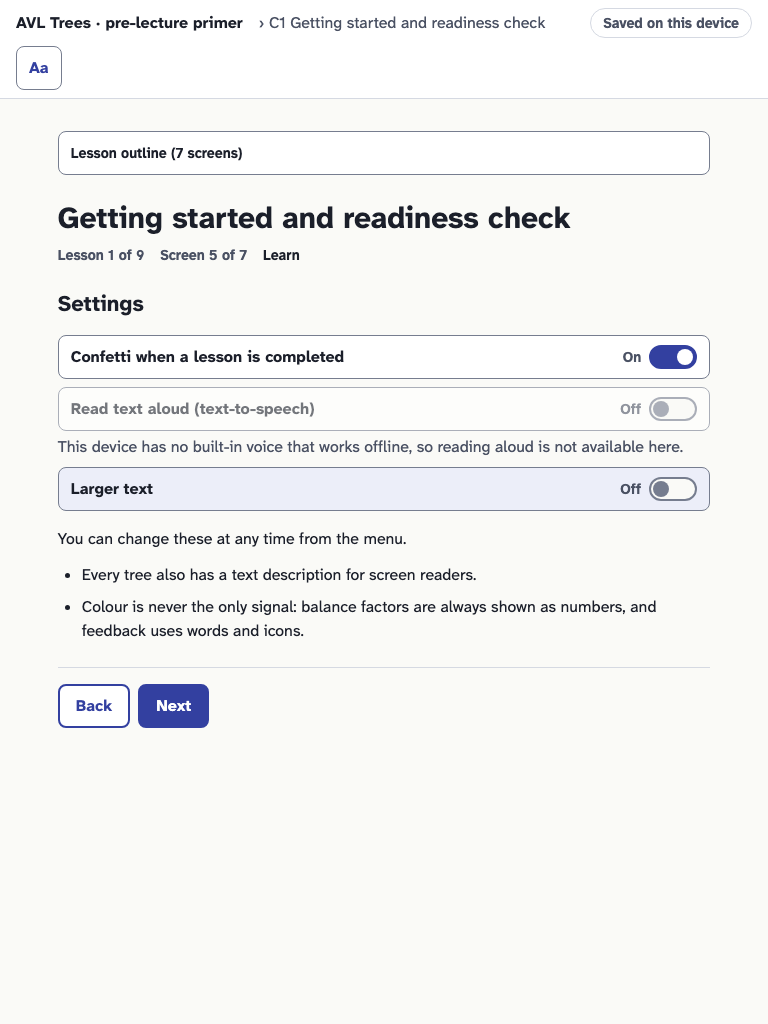 AVL Trees · pre-lecture primer › C1 Getting started and readiness check Saved on this device
Aa
Lesson outline (7 screens)
Getting started and readiness check
Lesson 1 of 9 Screen 5 of 7 Learn
Settings
Confetti when a lesson is completed On
Read text aloud (text-to-speech) Off
This device has no built-in voice that works offline, so reading aloud is not available here.
Larger text Off
You can change these at any time from the menu.
• Every tree also has a text description for screen readers.
• Colour is never the only signal: balance factors are always shown as numbers, and
feedback uses words and icons.
Back Next